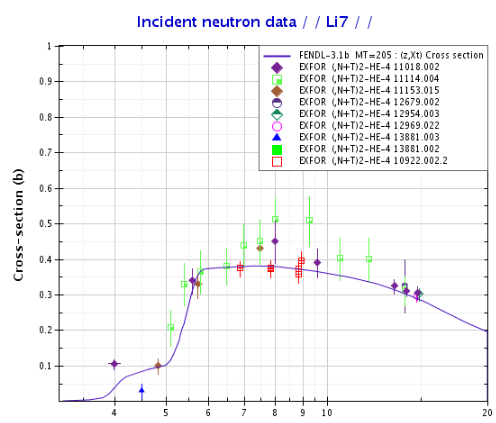 Incident neutron data / / Li7 / /
FENDL-3.1b MT=205 : (z,Xt) Cross section
EXFOR (,N+T)2-HE-4 11018.002
EXFOR (,N+T)2-HE-4 11114.004
EXFOR (,N+T)2-HE-4 11153.015
EXFOR (,N+T)2-HE-4 12679.002
EXFOR (,N+T)2-HE-4 12954.003
EXFOR (,N+T)2-HE-4 12969.022
EXFOR (,N+T)2-HE-4 13881.003
EXFOR (,N+T)2-HE-4 13881.002
EXFOR (,N+T)2-HE-4 10922.002.2
Cross-section (b)
1
0.9
0.8
0.7
0.6
0.5
0.4
0.3
0.2
0.1
4 5 6 7 8 9 10 20